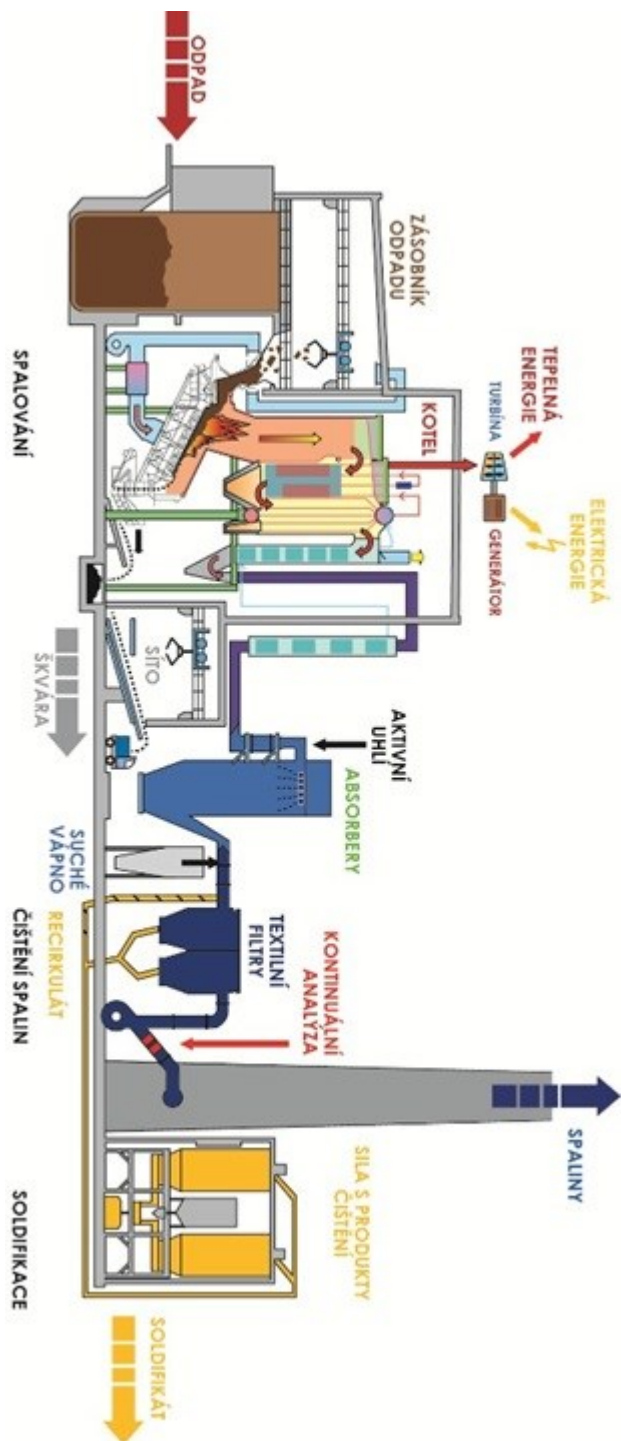 ODPAD
ZÁSOBNÍK
ODPADU
TEPELNÁ
ENERGIE
TURBÍNA
KOTEL
GENERÁTOR
ELEKTRICKÁ
ENERGIE
SPALOVÁNÍ
SÍTO
ŠKVÁRA
AKTIVNÍ
UHLÍ
ABSORBERY
SUCHÉ
VÁPNO
TEXTILNÍ
FILTRY
RECIRKULÁT
ČIŠTĚNÍ SPALIN
KONTINUÁLNÍ
ANALÝZA
SPALINY
SILA S PRODUKTY
ČIŠTĚNÍ
SOLDIFIKACE
SOLDIFIKÁT